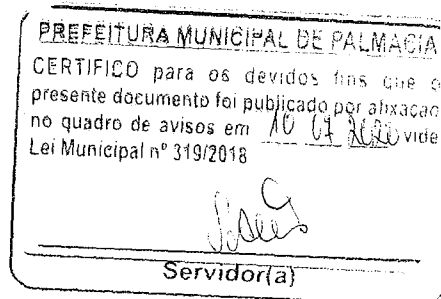 PREFEITURA MUNICIPAL DE PALMACIA
CERTIFICO para os devidos fins que o
presente documento foi publicado por afixação
no quadro de avisos em 10 07 2020 vide
Lei Municipal nº 319/2018
Servidor(a)